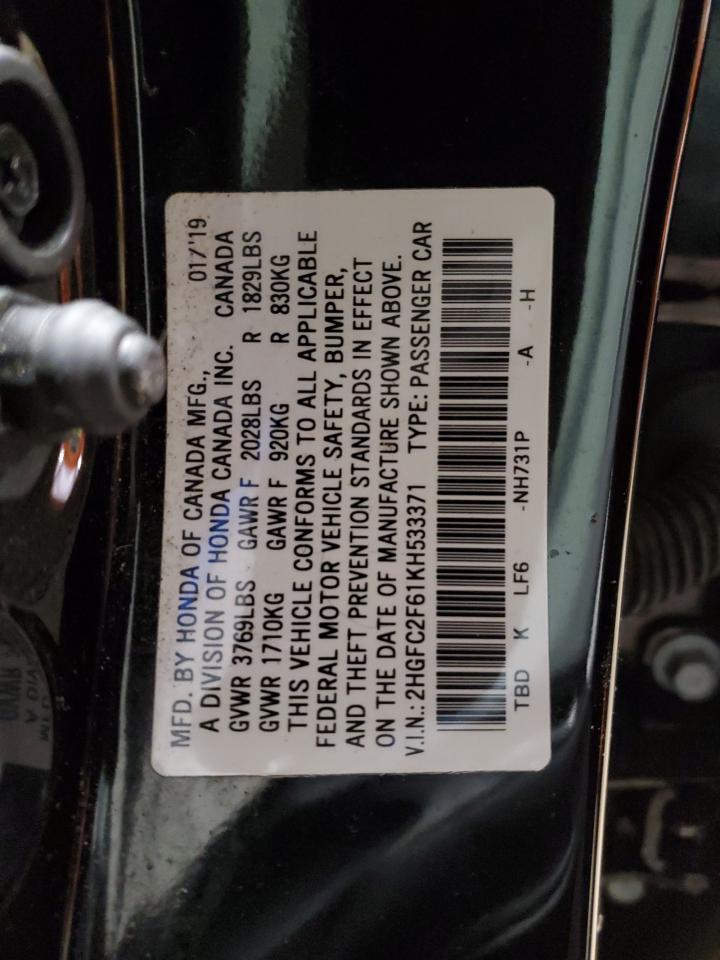 MFD. BY HONDA OF CANADA MFG., 01/'19
A DIVISION OF HONDA CANADA INC. CANADA
GVWR 3769LBS GAWR F 2028LBS R 1829LBS
GVWR 1710KG GAWR F 920KG R 830KG
THIS VEHICLE CONFORMS TO ALL APPLICABLE
FEDERAL MOTOR VEHICLE SAFETY, BUMPER,
AND THEFT PREVENTION STANDARDS IN EFFECT
ON THE DATE OF MANUFACTURE SHOWN ABOVE.
V.I.N.: 2HGFC2F61KH533371 TYPE: PASSENGER CAR
TBD K LF6 -NH731P -A -H